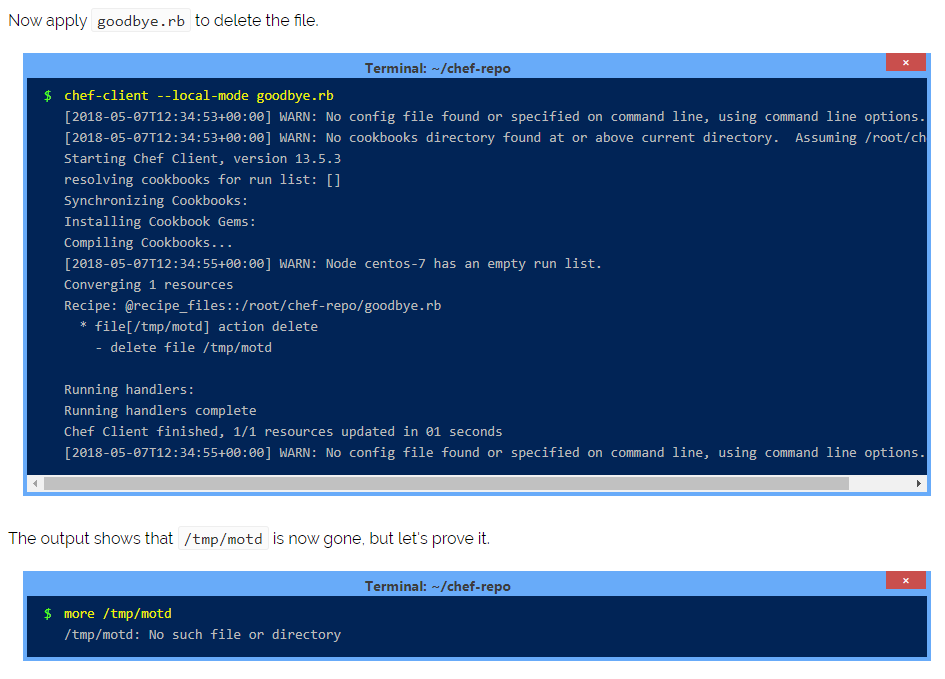 Now apply goodbye.rb to delete the file.
Terminal: ~/chef-repo
×
$ chef-client --local-mode goodbye.rb
[2018-05-07T12:34:53+00:00] WARN: No config file found or specified on command line, using command line options.
[2018-05-07T12:34:53+00:00] WARN: No cookbooks directory found at or above current directory.  Assuming /root/ch
Starting Chef Client, version 13.5.3
resolving cookbooks for run list: []
Synchronizing Cookbooks:
Installing Cookbook Gems:
Compiling Cookbooks...
[2018-05-07T12:34:55+00:00] WARN: Node centos-7 has an empty run list.
Converging 1 resources
Recipe: @recipe_files::/root/chef-repo/goodbye.rb
  * file[/tmp/motd] action delete
    - delete file /tmp/motd
Running handlers:
Running handlers complete
Chef Client finished, 1/1 resources updated in 01 seconds
[2018-05-07T12:34:55+00:00] WARN: No config file found or specified on command line, using command line options.
The output shows that /tmp/motd is now gone, but let's prove it.
Terminal: ~/chef-repo
×
$ more /tmp/motd
/tmp/motd: No such file or directory